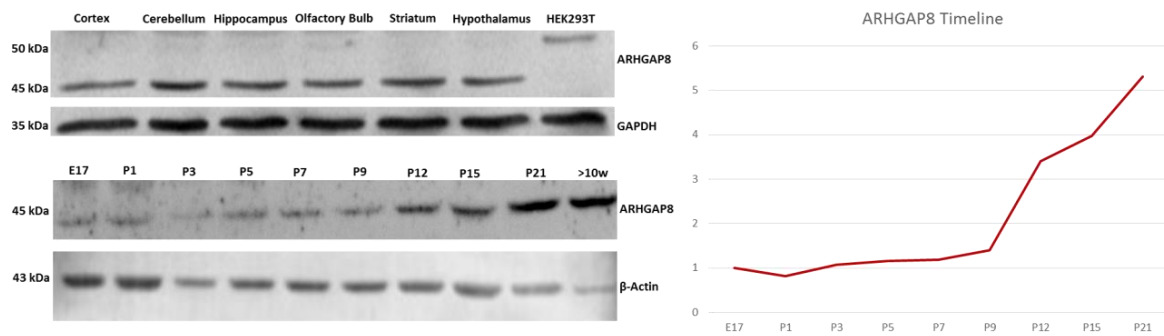 Cortex Cerebellum Hippocampus Olfactory Bulb Striatum Hypothalamus HEK293T
50 kDa
ARHGAP8
45 kDa
35 kDa
GAPDH
E17 P1 P3 P5 P7 P9 P12 P15 P21 >10w
45 kDa
ARHGAP8
43 kDa
β-Actin
ARHGAP8 Timeline
6
5
4
3
2
1
0
E17 P1 P3 P5 P7 P9 P12 P15 P21